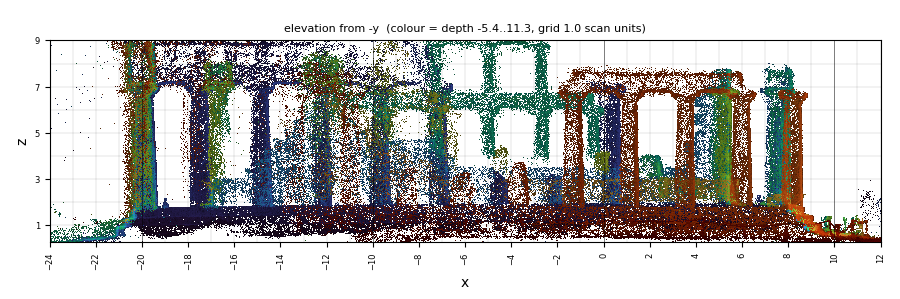 elevation from -y  (colour = depth -5.4..11.3, grid 1.0 scan units)
z
9
7
5
3
1
−24 −22 −20 −18 −16 −14 −12 −10 −8 −6 −4 −2 0 2 4 6 8 10 12
x